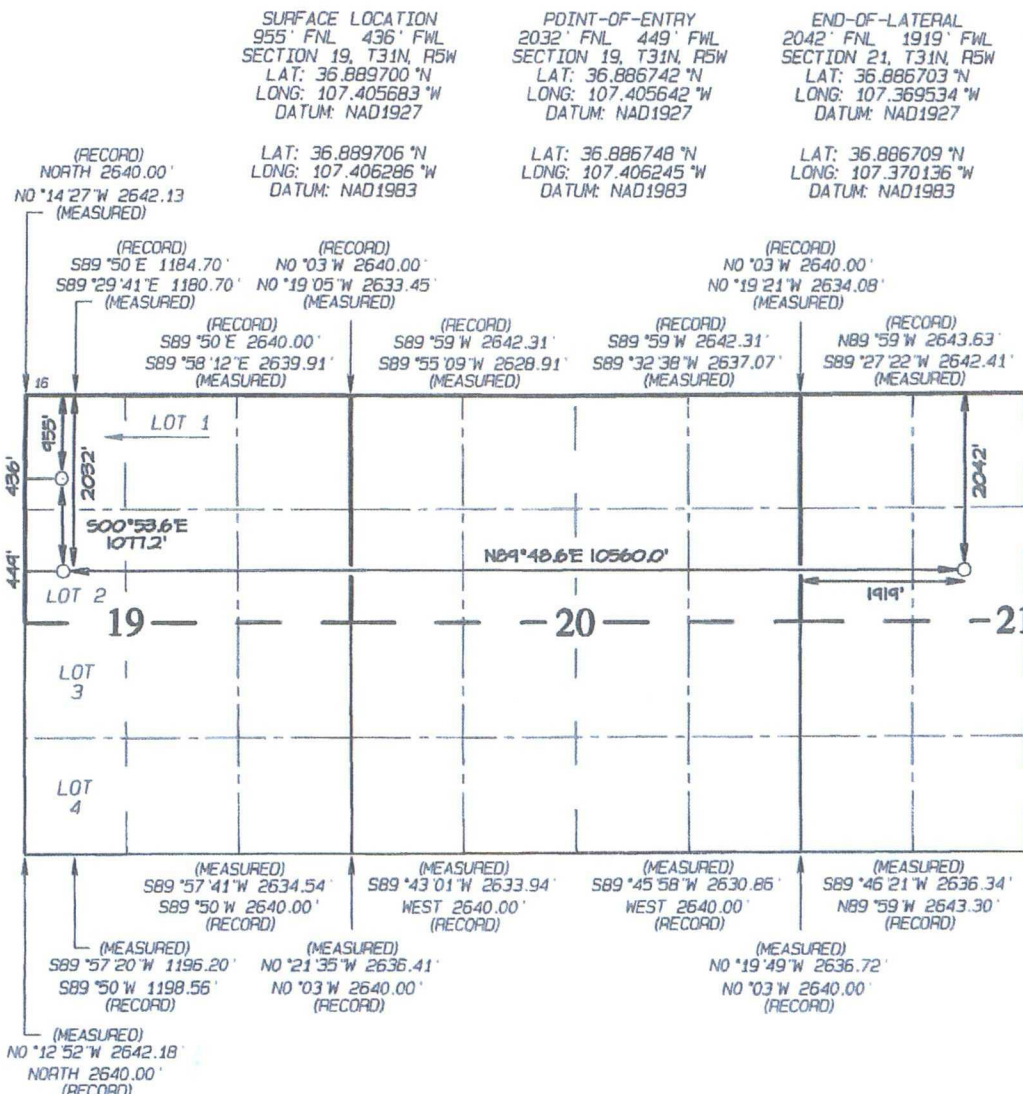 SURFACE LOCATION
955' FNL 436' FWL
SECTION 19, T31N, R5W
LAT: 36.889700 °N
LONG: 107.405683 °W
DATUM: NAD1927
LAT: 36.889706 °N
LONG: 107.406286 °W
DATUM: NAD1983
POINT-OF-ENTRY
2032' FNL 449' FWL
SECTION 19, T31N, R5W
LAT: 36.886742 °N
LONG: 107.405642 °W
DATUM: NAD1927
LAT: 36.886748 °N
LONG: 107.406245 °W
DATUM: NAD1983
END-OF-LATERAL
2042' FNL 1919' FWL
SECTION 21, T31N, R5W
LAT: 36.886703 °N
LONG: 107.369534 °W
DATUM: NAD1927
LAT: 36.886709 °N
LONG: 107.370136 °W
DATUM: NAD1983
(RECORD)
NORTH 2640.00'
N0°14'27"W 2642.13
(MEASURED)
(RECORD)
S89°50'E 1184.70'
S89°29'41"E 1180.70'
(MEASURED)
(RECORD)
N0°03'W 2640.00'
N0°19'05"W 2633.45'
(MEASURED)
(RECORD)
N0°03'W 2640.00'
N0°19'21"W 2634.08'
(MEASURED)
(RECORD)
S89°50'E 2640.00'
S89°58'12"E 2639.91'
(MEASURED)
(RECORD)
S89°59'W 2642.31'
S89°55'09"W 2628.91'
(MEASURED)
(RECORD)
S89°59'W 2642.31'
S89°32'38"W 2637.07'
(MEASURED)
(RECORD)
N89°59'W 2643.63'
S89°27'22"W 2642.41'
(MEASURED)
16
LOT 1
955'
2032'
436'
2042'
S00°53.6'E
1077.2'
449'
N89°48.6'E 10560.0'
1919'
LOT 2
19
20
21
LOT
3
LOT
4
(MEASURED)
S89°57'41"W 2634.54'
S89°50'W 2640.00'
(RECORD)
(MEASURED)
S89°43'01"W 2633.94'
WEST 2640.00'
(RECORD)
(MEASURED)
S89°45'58"W 2630.86'
WEST 2640.00'
(RECORD)
(MEASURED)
S89°46'21"W 2636.34'
N89°59'W 2643.30'
(RECORD)
(MEASURED)
S89°57'20"W 1196.20'
S89°50'W 1198.56'
(RECORD)
(MEASURED)
N0°21'35"W 2636.41'
N0°03'W 2640.00'
(RECORD)
(MEASURED)
N0°19'49"W 2636.72'
N0°03'W 2640.00'
(RECORD)
(MEASURED)
N0°12'52"W 2642.18'
NORTH 2640.00'
(RECORD)